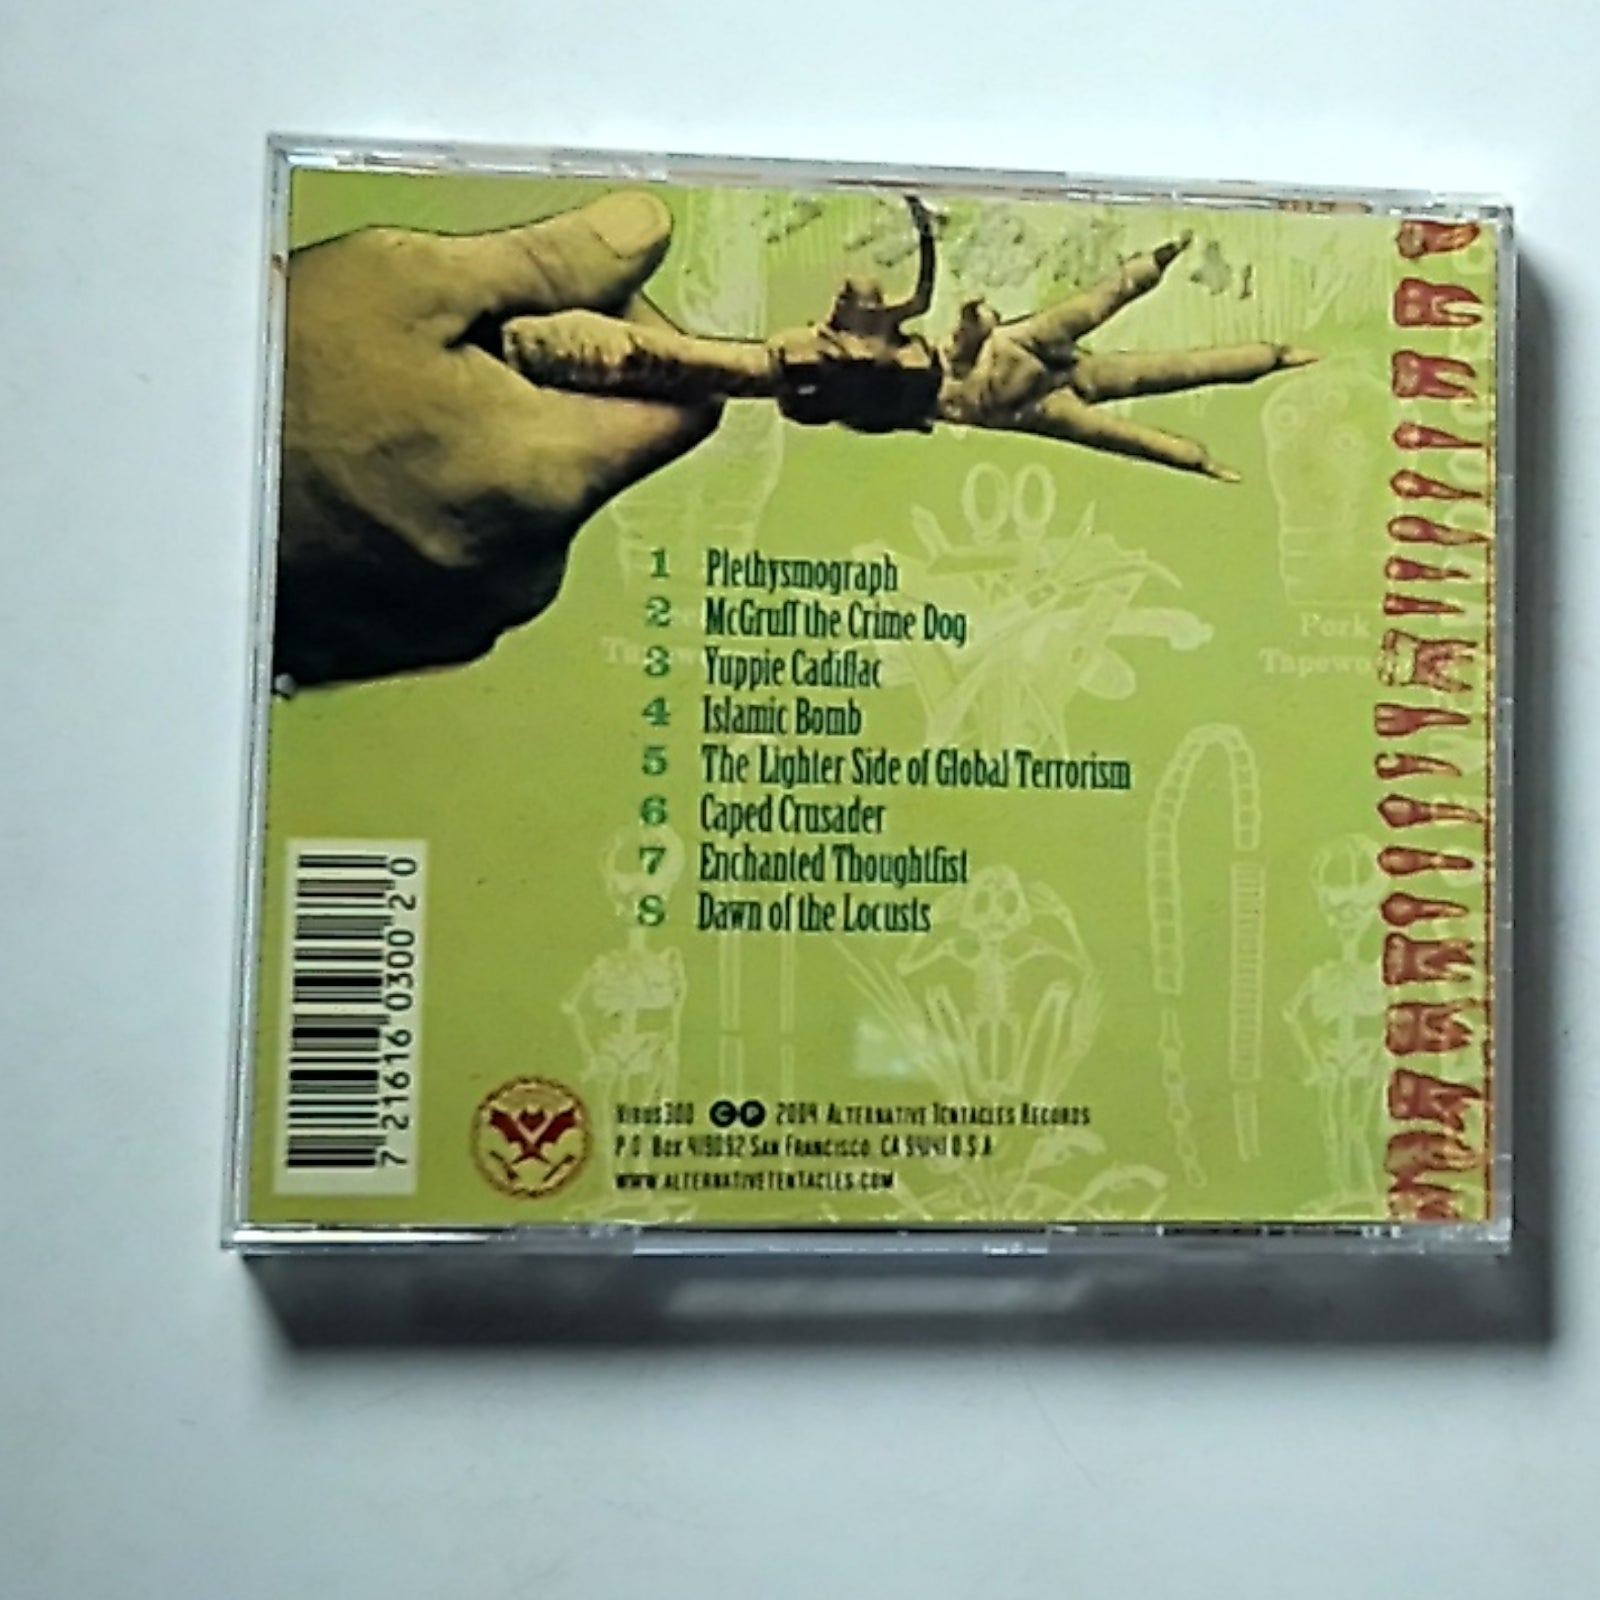 1 Plethysmograph
2 McGruff the Crime Dog
3 Yuppie Cadillac
4 Islamic Bomb
5 The Lighter Side of Global Terrorism
6 Caped Crusader
7 Enchanted Thoughtfist
8 Dawn of the Locusts
Pork
7 21616 0300 2 0
Virus300 © ℗ 2004 Alternative Tentacles Records
P.O. Box 419092 San Francisco, CA 94141 U.S.A
www.alternativetentacles.com